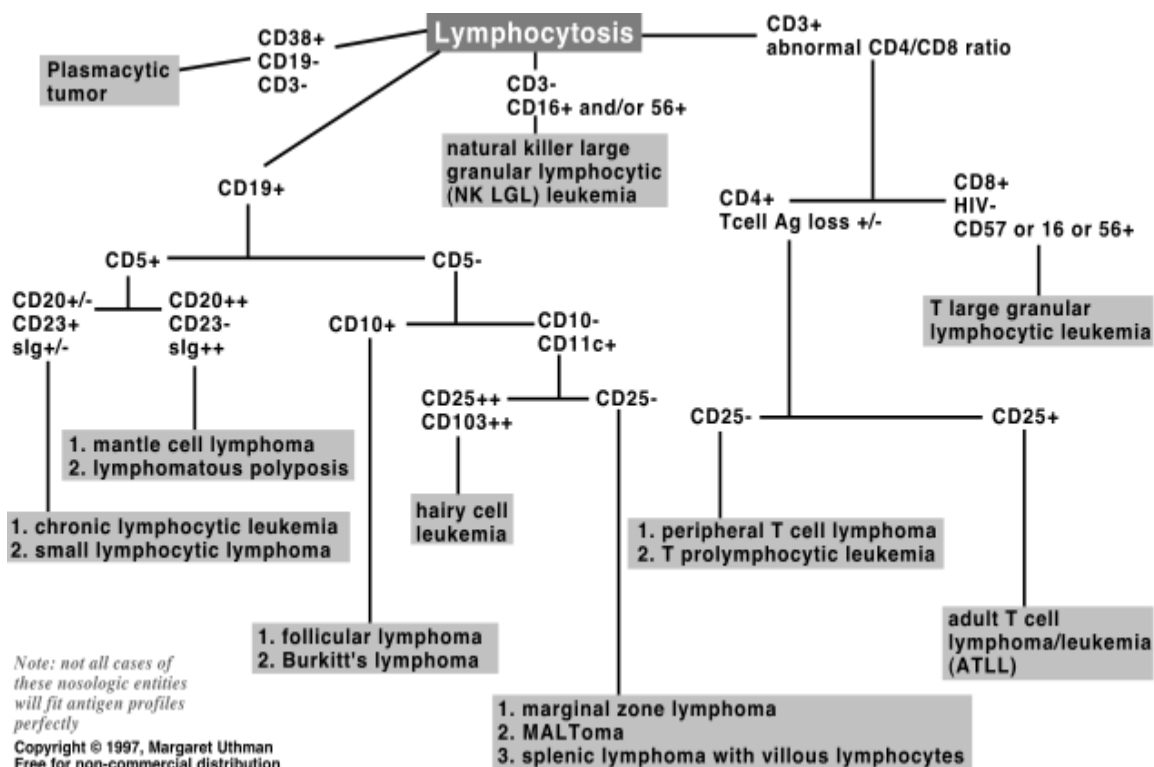 Lymphocytosis
CD38+
CD19-
CD3-
Plasmacytic
tumor
CD3-
CD16+ and/or 56+
natural killer large
granular lymphocytic
(NK LGL) leukemia
CD3+
abnormal CD4/CD8 ratio
CD19+
CD4+
Tcell Ag loss +/-
CD8+
HIV-
CD57 or 16 or 56+
T large granular
lymphocytic leukemia
CD5+
CD5-
CD20+/-
CD23+
sIg+/-
CD20++
CD23-
sIg++
CD10+
CD10-
CD11c+
CD25++
CD103++
CD25-
CD25-
CD25+
1. mantle cell lymphoma
2. lymphomatous polyposis
1. chronic lymphocytic leukemia
2. small lymphocytic lymphoma
hairy cell
leukemia
1. peripheral T cell lymphoma
2. T prolymphocytic leukemia
1. follicular lymphoma
2. Burkitt's lymphoma
adult T cell
lymphoma/leukemia
(ATLL)
1. marginal zone lymphoma
2. MALToma
3. splenic lymphoma with villous lymphocytes
Note: not all cases of
these nosologic entities
will fit antigen profiles
perfectly
Copyright © 1997, Margaret Uthman
Free for non-commercial distribution